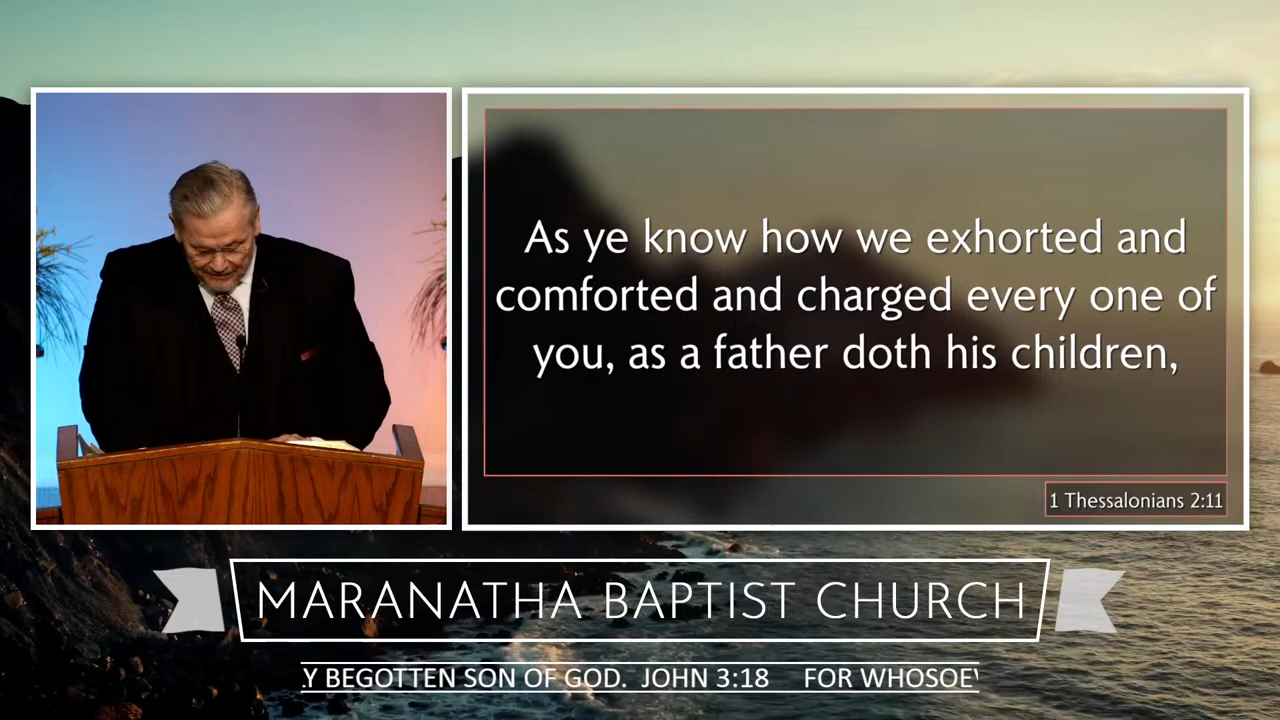 As ye know how we exhorted and
comforted and charged every one of
you, as a father doth his children,
1 Thessalonians 2:11
MARANATHA BAPTIST CHURCH
Y BEGOTTEN SON OF GOD. JOHN 3:18 FOR WHOSOEV